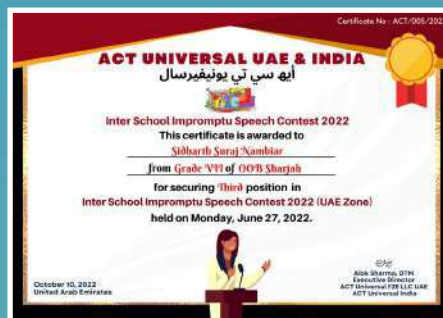 Certificate No : ACT/005/202
ACT UNIVERSAL UAE & INDIA
أيه سي تي يونيفيرسال
Inter School Impromptu Speech Contest 2022
This certificate is awarded to
Sidharth Suraj Nambiar
from Grade VII of OOB Sharjah
for securing Third position in
Inter School Impromptu Speech Contest 2022 (UAE Zone)
held on Monday, June 27, 2022.
October 10, 2022
United Arab Emirates
Alok Sharma, DTM
Executive Director
ACT Universal FZE LLC UAE
ACT Universal India